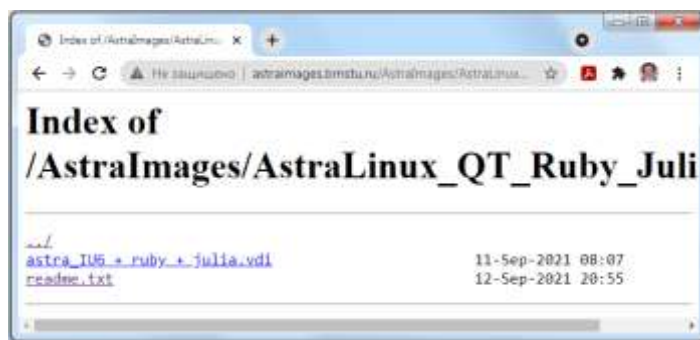 Index of /AstraImages/AstraLinu...
Не защищено | astraimages.bmstu.ru/AstraImages/AstraLinux...
Index of
/AstraImages/AstraLinux_QT_Ruby_Juli
../
astra_IU6 + ruby + julia.vdi 11-Sep-2021 08:07
readme.txt 12-Sep-2021 20:55